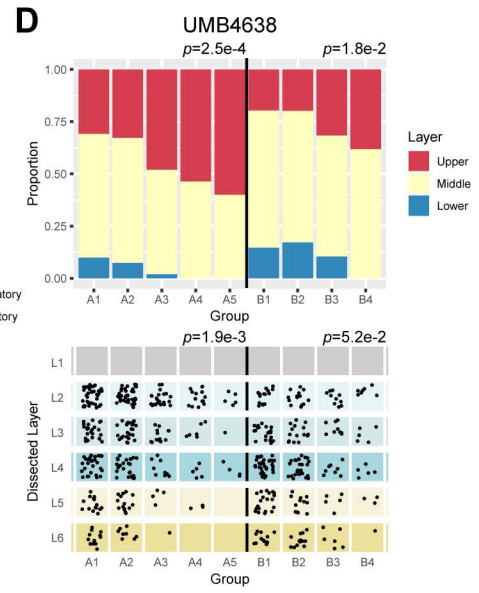 D
UMB4638
p=2.5e-4 p=1.8e-2
1.00
0.75
0.50
0.25
0.00
Proportion
A1 A2 A3 A4 A5 B1 B2 B3 B4
Group
Layer
Upper
Middle
Lower
atory
tory
p=1.9e-3 p=5.2e-2
L1
L2
L3
L4
L5
L6
Dissected Layer
A1 A2 A3 A4 A5 B1 B2 B3 B4
Group